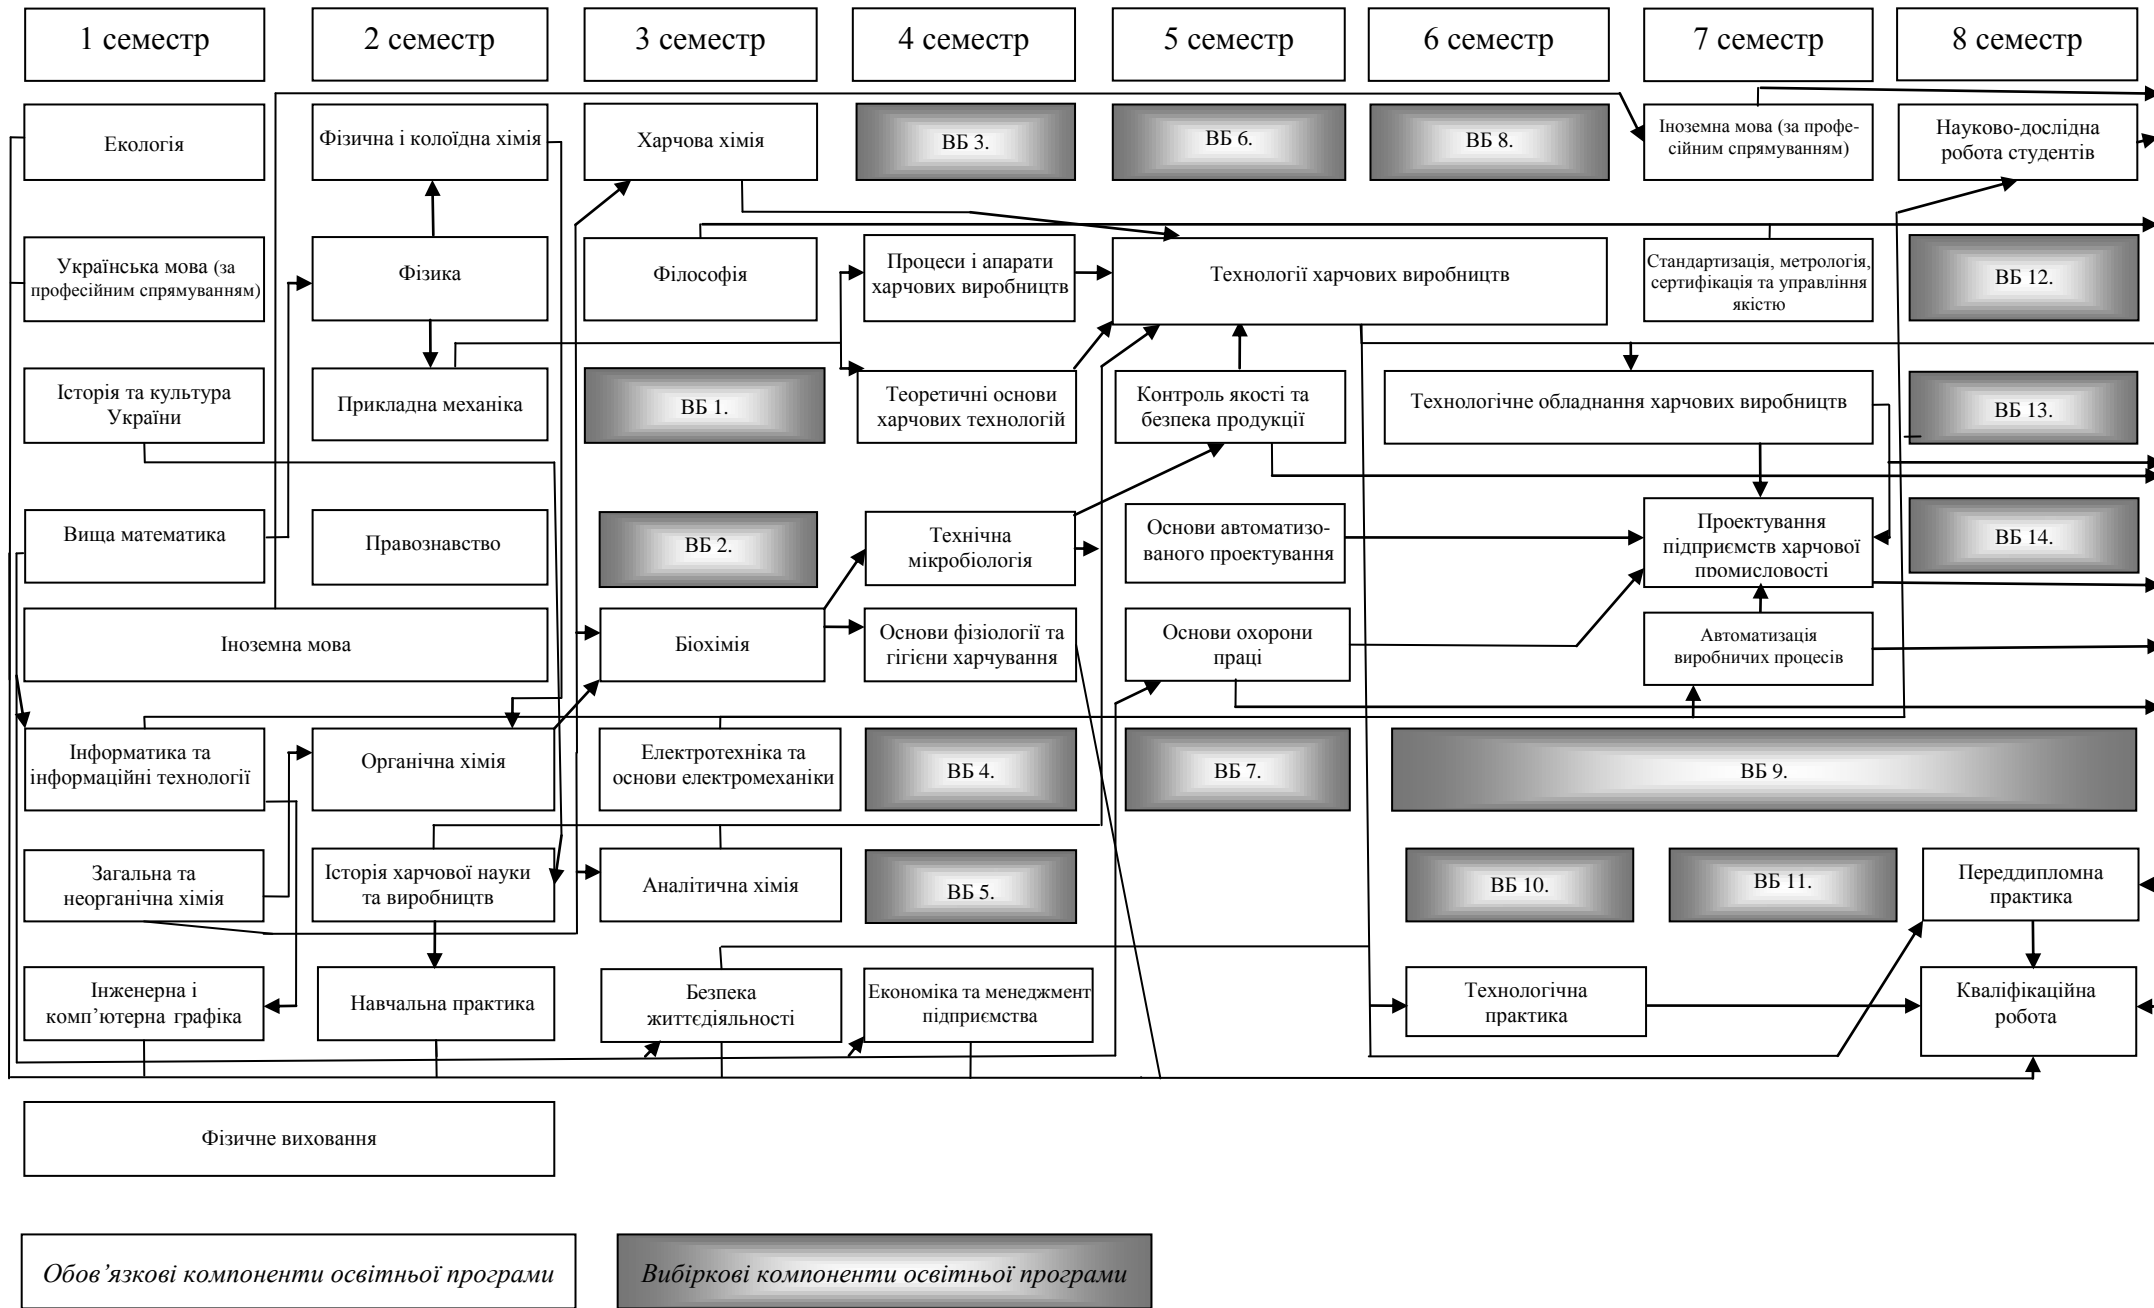 1 семестр
2 семестр
3 семестр
4 семестр
5 семестр
6 семестр
7 семестр
8 семестр
Екологія
Фізична і колоїдна хімія
Харчова хімія
ВБ 3.
ВБ 6.
ВБ 8.
Іноземна мова (за профе-
сійним спрямуванням)
Науково-дослідна
робота студентів
Українська мова (за
професійним спрямуванням)
Фізика
Філософія
Процеси і апарати
харчових виробництв
Технології харчових виробництв
Стандартизація, метрологія,
сертифікація та управління
якістю
ВБ 12.
Історія та культура
України
Прикладна механіка
ВБ 1.
Теоретичні основи
харчових технологій
Контроль якості та
безпека продукції
Технологічне обладнання харчових виробництв
ВБ 13.
Вища математика
Правознавство
ВБ 2.
Технічна
мікробіологія
Основи автоматизо-
ваного проектування
Проектування
підприємств харчової
промисловості
ВБ 14.
Іноземна мова
Біохімія
Основи фізіології та
гігієни харчування
Основи охорони
праці
Автоматизація
виробничих процесів
Інформатика та
інформаційні технології
Органічна хімія
Електротехніка та
основи електромеханіки
ВБ 4.
ВБ 7.
ВБ 9.
Загальна та
неорганічна хімія
Історія харчової науки
та виробництв
Аналітична хімія
ВБ 5.
ВБ 10.
ВБ 11.
Переддипломна
практика
Інженерна і
комп’ютерна графіка
Навчальна практика
Безпека
життєдіяльності
Економіка та менеджмент
підприємства
Технологічна
практика
Кваліфікаційна
робота
Фізичне виховання
Обов’язкові компоненти освітньої програми
Вибіркові компоненти освітньої програми